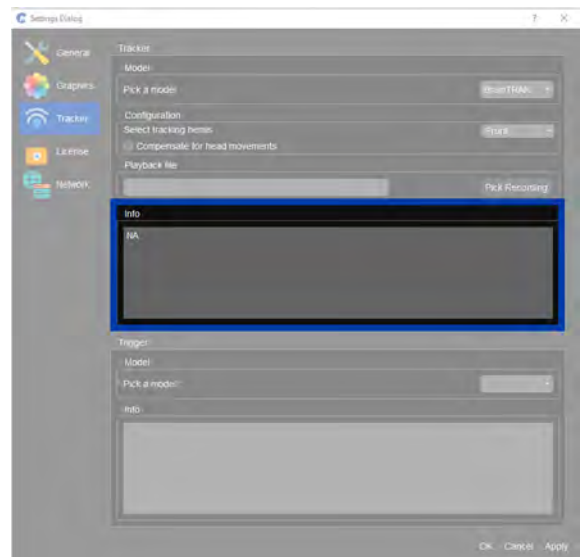 Settings Dialog
? ×
General
Graphics
Tracker
License
Network
Tracker
Model
Pick a model
BrainTRAK
Configuration
Select tracking hemis
Front
Compensate for head movements
Playback file
Pick Recording
Info
NA
Trigger
Model
Pick a model
Info
OK Cancel Apply